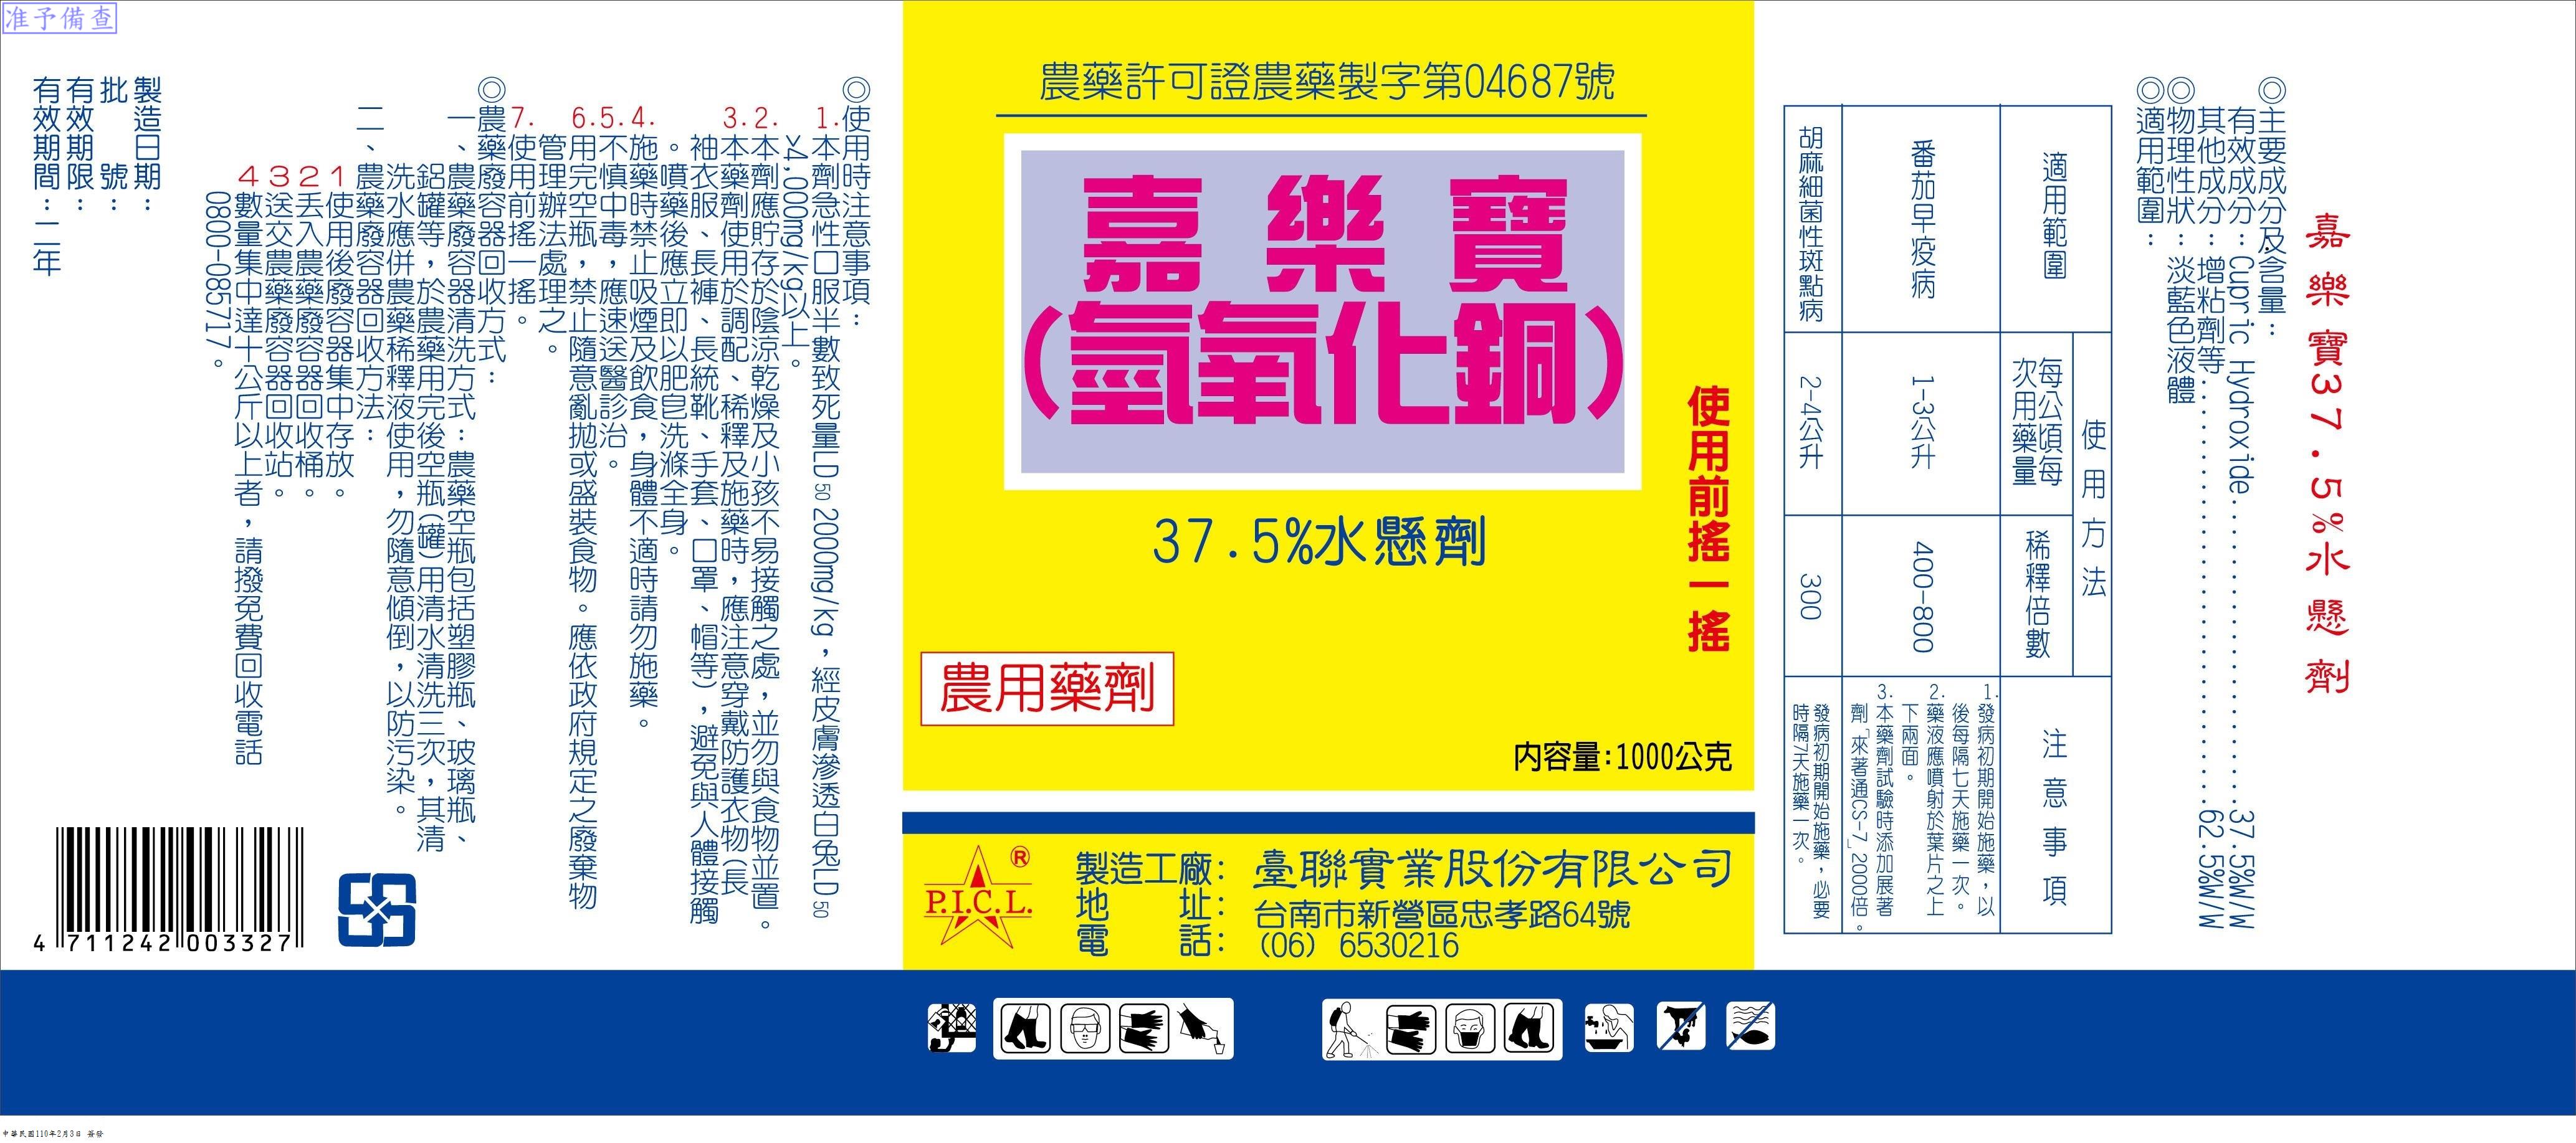 准予備查
農藥許可證農藥製字第04687號
嘉樂寶
(氫氧化銅)
37.5%水懸劑
使用前搖一搖
農用藥劑
內容量:1000公克
P.I.C.L.
®
製造工廠: 臺聯實業股份有限公司
地 址: 台南市新營區忠孝路64號
電 話: (06) 6530216
嘉樂寶37.5%水懸劑
◎主要成分及含量:
有效成分:Cupric Hydroxide......37.5%W/W
其他成分:增粘劑等......62.5%W/W
◎物理性狀:淡藍色液體
◎適用範圍:
適用範圍
使用方法
每公頃每
次用藥量
稀釋倍數
注意事項
番茄早疫病
1-3公升
400-800
1.發病初期開始施藥,以
後每隔七天施藥一次。
2.藥液應噴射於葉片之上
下兩面。
3.本藥劑試驗時添加展著
劑「來著通CS-7」2000倍。
胡麻細菌性斑點病
2-4公升
300
發病初期開始施藥,必要
時隔7天施藥一次。
◎使用時注意事項:
1.本劑急性口服半數致死量LD50 2000mg/kg,經皮膚滲透白兔LD50
>4,000mg/kg以上。
2.本劑應貯存於陰涼乾燥及小孩不易接觸之處,並勿與食物並置。
3.本藥劑使用於調配、稀釋及施藥時,應注意穿戴防護衣物(長
袖衣服、長褲、長統靴、手套、口罩、帽等),避免與人體接觸
。噴藥後應立即以肥皂洗滌全身。
4.施藥時禁止吸煙及飲食,身體不適時請勿施藥。
5.不慎中毒,應速送醫診治。
6.用完空瓶,禁止隨意亂拋或盛裝食物。應依政府規定之廢棄物
管理辦法處理之。
7.使用前搖一搖。
◎農藥廢容器回收方式:
一、農藥廢容器清洗方式:農藥空瓶包括塑膠瓶、玻璃瓶、
鋁罐等,於農藥用完後空瓶(罐)用清水清洗三次,其清
洗水應併農藥稀釋液使用,勿隨意傾倒,以防污染。
二、農藥廢容器回收方法:
1使用後廢容器集中存放。
2丟入農藥廢容器回收桶。
3送交農藥廢容器回收站。
4數量集中達十公斤以上者,請撥免費回收電話
0800-085717。
製造日期:
批 號:
有效期限:
有效期間:二年
4 711242 003327
中華民國110年2月3日 簽發